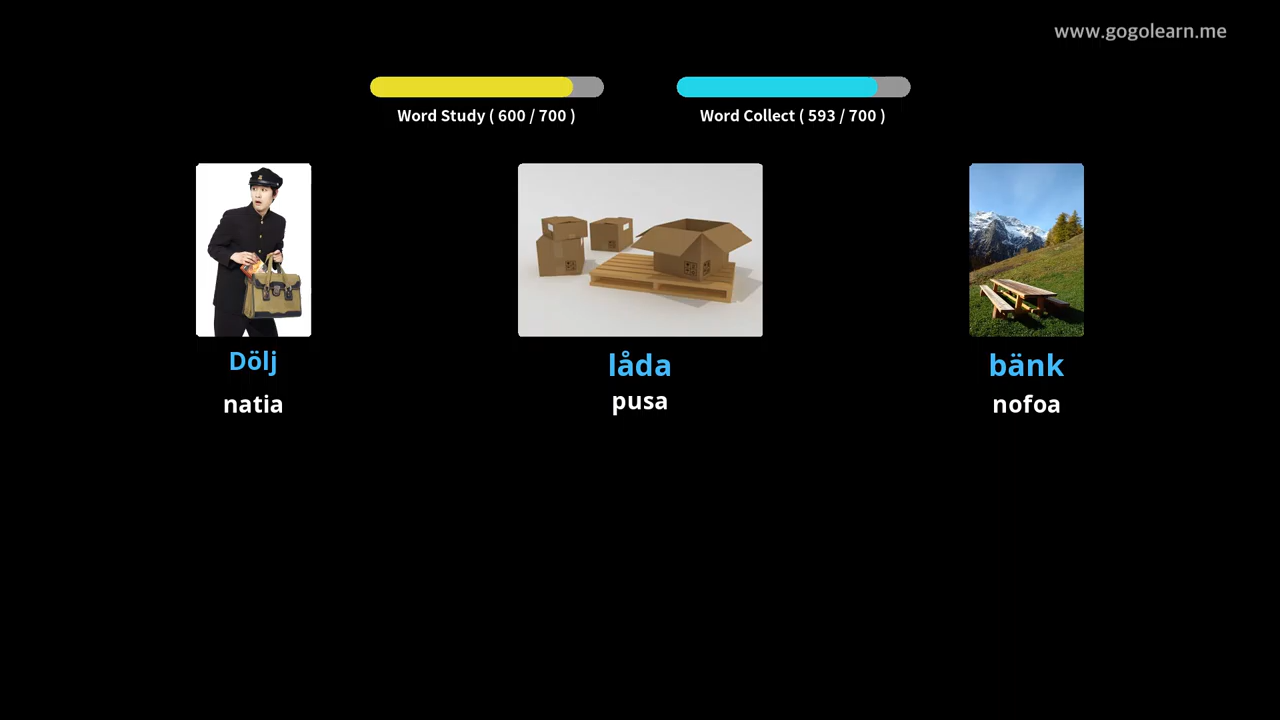 www.gogolearn.me
Word Study ( 600 / 700 )
Word Collect ( 593 / 700 )
Dölj
låda
bänk
natia
pusa
nofoa